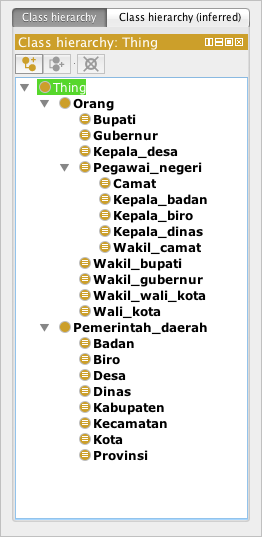 Class hierarchy
Class hierarchy (inferred)
Class hierarchy: Thing
Thing
Orang
Bupati
Gubernur
Kepala_desa
Pegawai_negeri
Camat
Kepala_badan
Kepala_biro
Kepala_dinas
Wakil_camat
Wakil_bupati
Wakil_gubernur
Wakil_wali_kota
Wali_kota
Pemerintah_daerah
Badan
Biro
Desa
Dinas
Kabupaten
Kecamatan
Kota
Provinsi